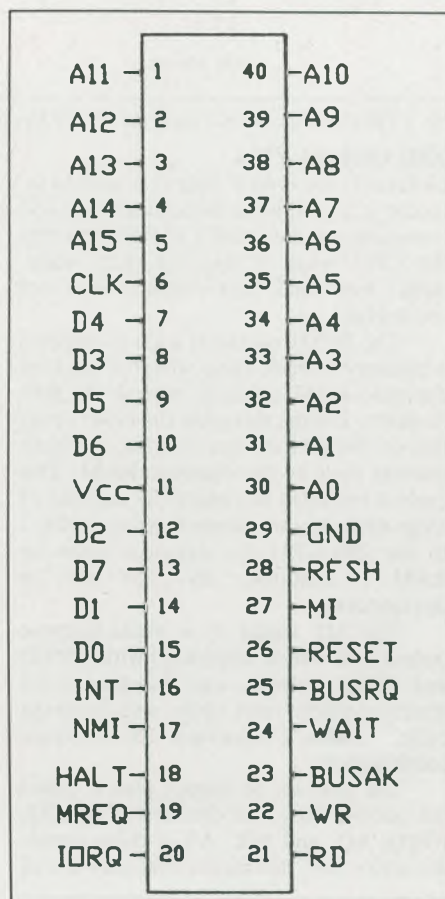 A11 1 40 A10
A12 2 39 A9
A13 3 38 A8
A14 4 37 A7
A15 5 36 A6
CLK 6 35 A5
D4 7 34 A4
D3 8 33 A3
D5 9 32 A2
D6 10 31 A1
Vcc 11 30 A0
D2 12 29 GND
D7 13 28 RFSH
D1 14 27 MI
D0 15 26 RESET
INT 16 25 BUSRQ
NMI 17 24 WAIT
HALT 18 23 BUSAK
MREQ 19 22 WR
IORQ 20 21 RD